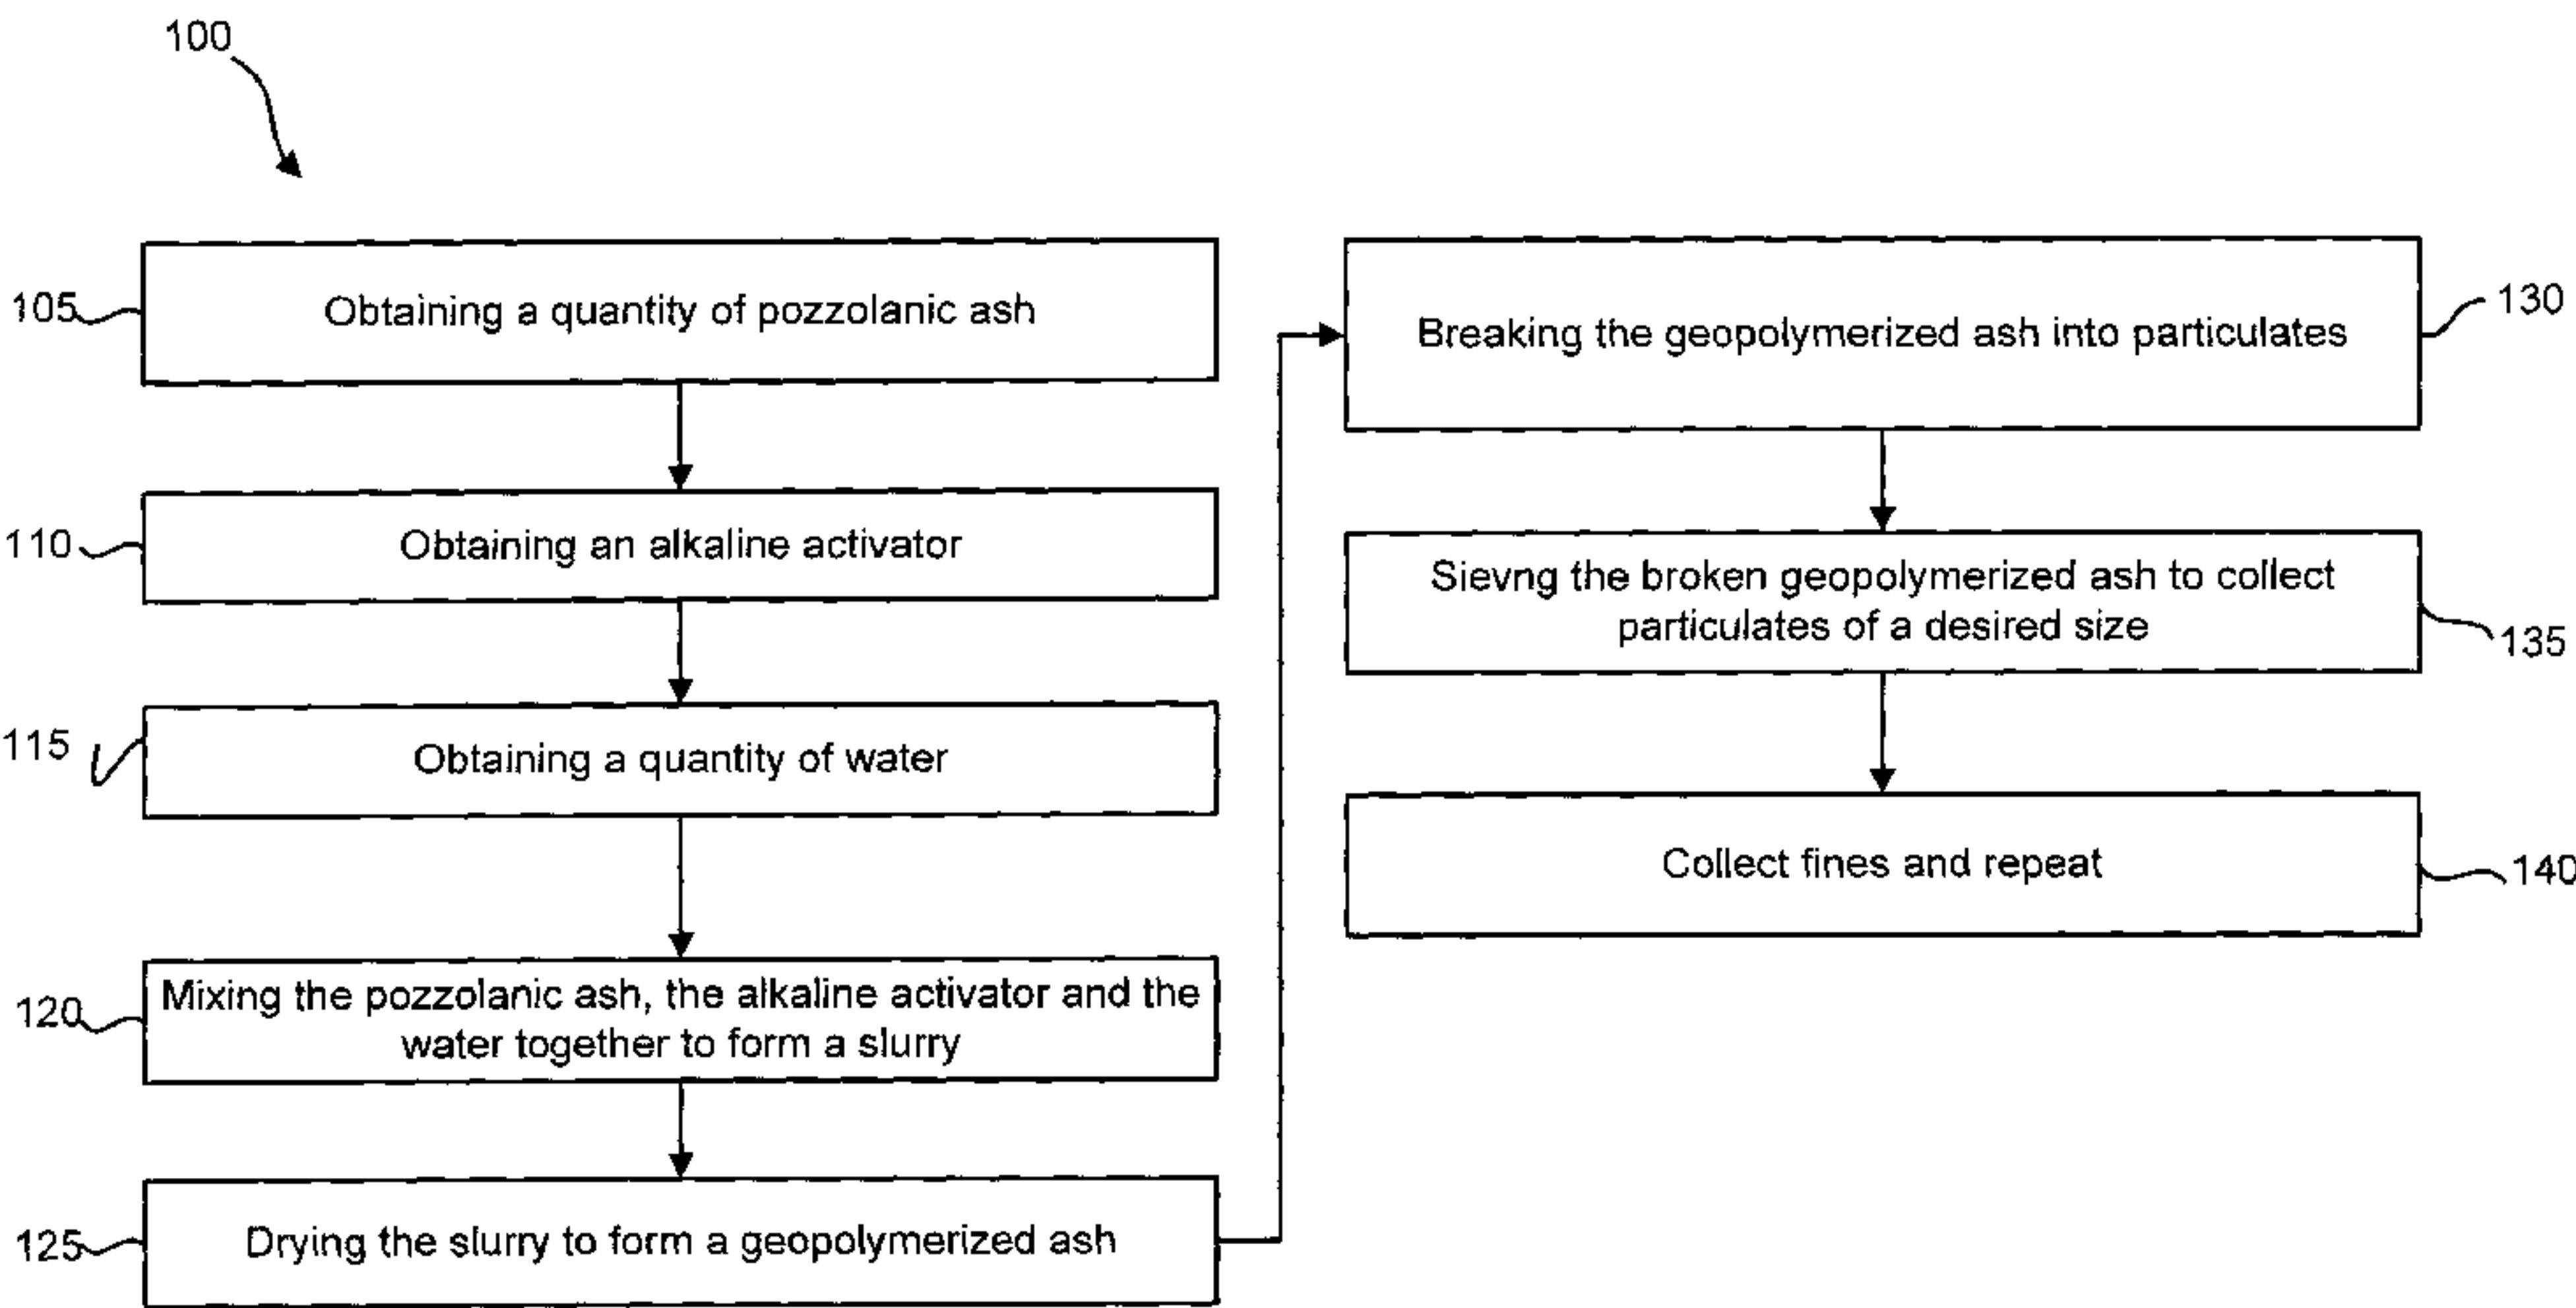 100
105
Obtaining a quantity of pozzolanic ash
110
Obtaining an alkaline activator
115
Obtaining a quantity of water
120
Mixing the pozzolanic ash, the alkaline activator and the
water together to form a slurry
125
Drying the slurry to form a geopolymerized ash
Breaking the geopolymerized ash into particulates
130
Sievng the broken geopolymerized ash to collect
particulates of a desired size
135
Collect fines and repeat
140